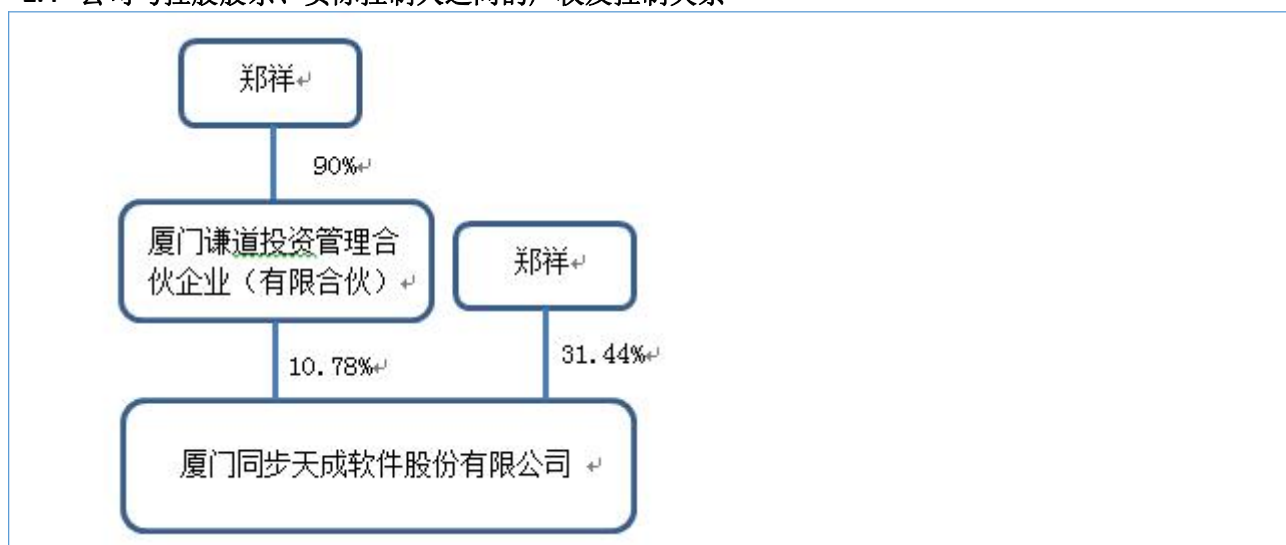 郑祥
90%
厦门谦道投资管理合
伙企业（有限合伙）
郑祥
10.78%
31.44%
厦门同步天成软件股份有限公司